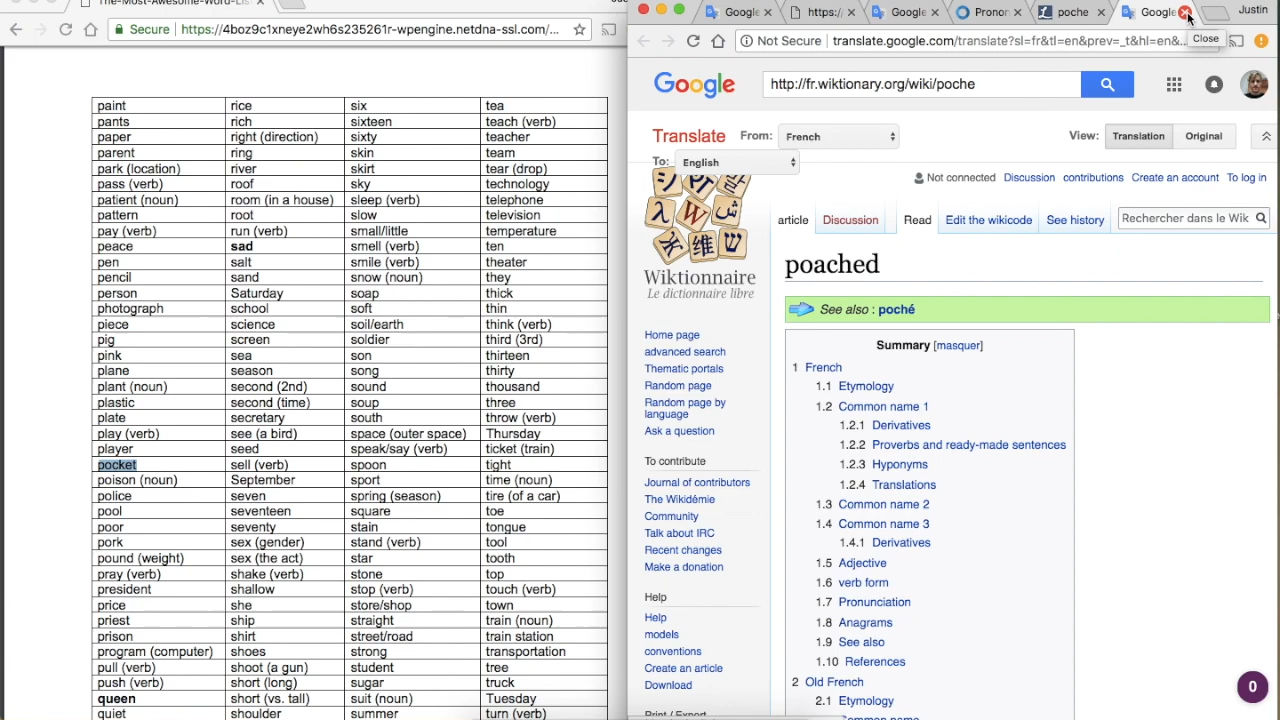 The-Most-Awesome-Word-Lis
Secure https://4boz9c1xneye2wh6s235261r-wpengine.netdna-ssl.com/...
paint rice six tea
pants rich sixteen teach (verb)
paper right (direction) sixty teacher
parent ring skin team
park (location) river skirt tear (drop)
pass (verb) roof sky technology
patient (noun) room (in a house) sleep (verb) telephone
pattern root slow television
pay (verb) run (verb) small/little temperature
peace sad smell (verb) ten
pen salt smile (verb) theater
pencil sand snow (noun) they
person Saturday soap thick
photograph school soft thin
piece science soil/earth think (verb)
pig screen soldier third (3rd)
pink sea son thirteen
plane season song thirty
plant (noun) second (2nd) sound thousand
plastic second (time) soup three
plate secretary south throw (verb)
play (verb) see (a bird) space (outer space) Thursday
player seed speak/say (verb) ticket (train)
pocket sell (verb) spoon tight
poison (noun) September sport time (noun)
police seven spring (season) tire (of a car)
pool seventeen square toe
poor seventy stain tongue
pork sex (gender) stand (verb) tool
pound (weight) sex (the act) star tooth
pray (verb) shake (verb) stone top
president shallow stop (verb) touch (verb)
price she store/shop town
priest ship straight train (noun)
prison shirt street/road train station
program (computer) shoes strong transportation
pull (verb) shoot (a gun) student tree
push (verb) short (long) sugar truck
queen short (vs. tall) suit (noun) Tuesday
quiet shoulder summer turn (verb)
Google https:/ Google Pronon poche Google Justin
Not Secure translate.google.com/translate?sl=fr&tl=en&prev=_t&hl=en&...
Close
Google http://fr.wiktionary.org/wiki/poche
Translate From: French View: Translation Original
To: English
Not connected Discussion contributions Create an account To log in
article Discussion Read Edit the wikicode See history Rechercher dans le Wik
Wiktionnaire
Le dictionnaire libre
Home page
advanced search
Thematic portals
Random page
Random page by
language
Ask a question
To contribute
Journal of contributors
The Wikidémie
Community
Talk about IRC
Recent changes
Make a donation
Help
Help
models
conventions
Create an article
Download
Print / Export
poached
See also : poché
Summary [masquer]
1 French
1.1 Etymology
1.2 Common name 1
1.2.1 Derivatives
1.2.2 Proverbs and ready-made sentences
1.2.3 Hyponyms
1.2.4 Translations
1.3 Common name 2
1.4 Common name 3
1.4.1 Derivatives
1.5 Adjective
1.6 verb form
1.7 Pronunciation
1.8 Anagrams
1.9 See also
1.10 References
2 Old French
2.1 Etymology
Common name
0